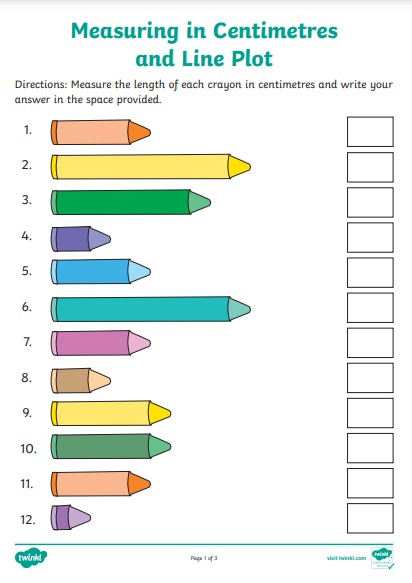 Measuring in Centimetres
and Line Plot
Directions: Measure the length of each crayon in centimetres and write your
answer in the space provided.
1.
2.
3.
4.
5.
6.
7.
8.
9.
10.
11.
12.
twinkl
Page 1 of 3
visit twinkl.com
twinkl